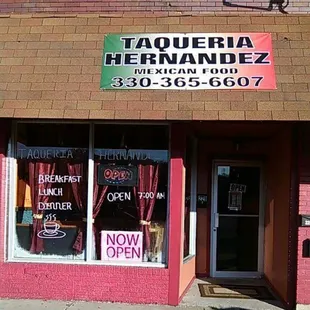 TAQUERIA
HERNANDEZ
MEXICAN FOOD
330-365-6607
TAQUERIA HERNANDEZ
OPEN
BREAKFAST
LUNCH
DINNER
OPEN 7:00 AM
NOW
OPEN
OPEN